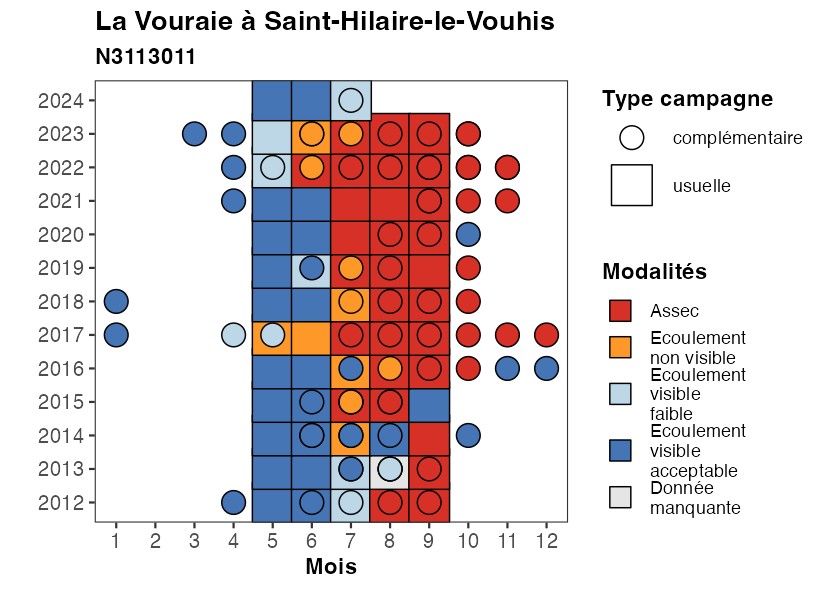 La Vouraie à Saint-Hilaire-le-Vouhis
N3113011
2024
2023
2022
2021
2020
2019
2018
2017
2016
2015
2014
2013
2012
1 2 3 4 5 6 7 8 9 10 11 12
Mois
Type campagne
complémentaire
usuelle
Modalités
Assec
Ecoulement
non visible
Ecoulement
visible
faible
Ecoulement
visible
acceptable
Donnée
manquante